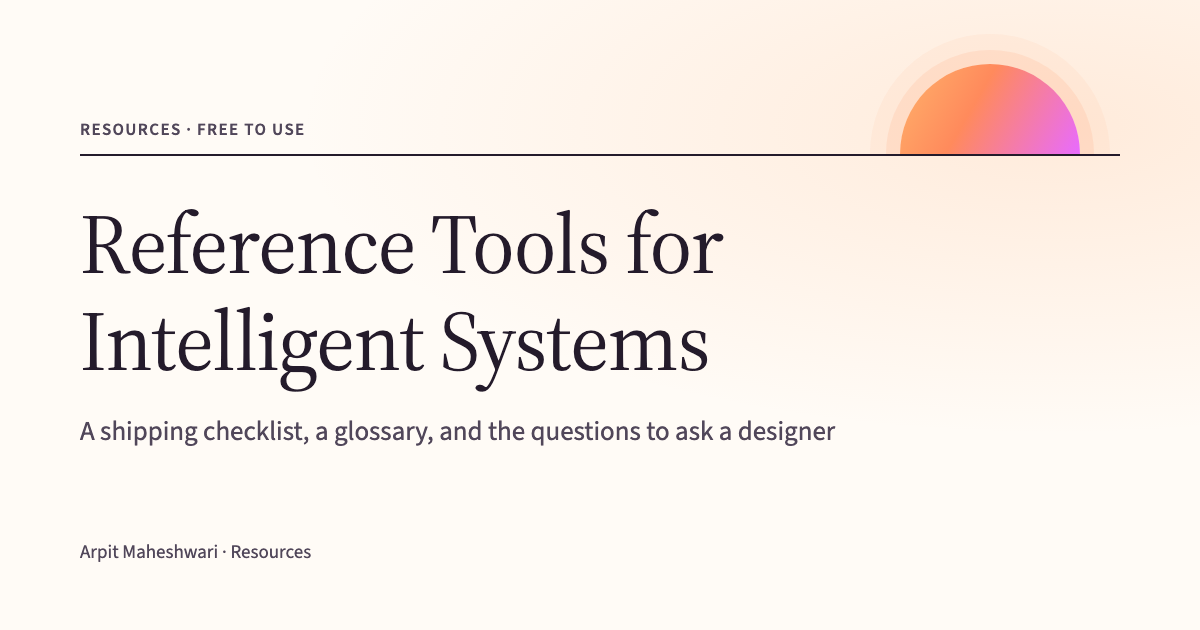 RESOURCES · FREE TO USE
Reference Tools for
Intelligent Systems
A shipping checklist, a glossary, and the questions to ask a designer
Arpit Maheshwari · Resources